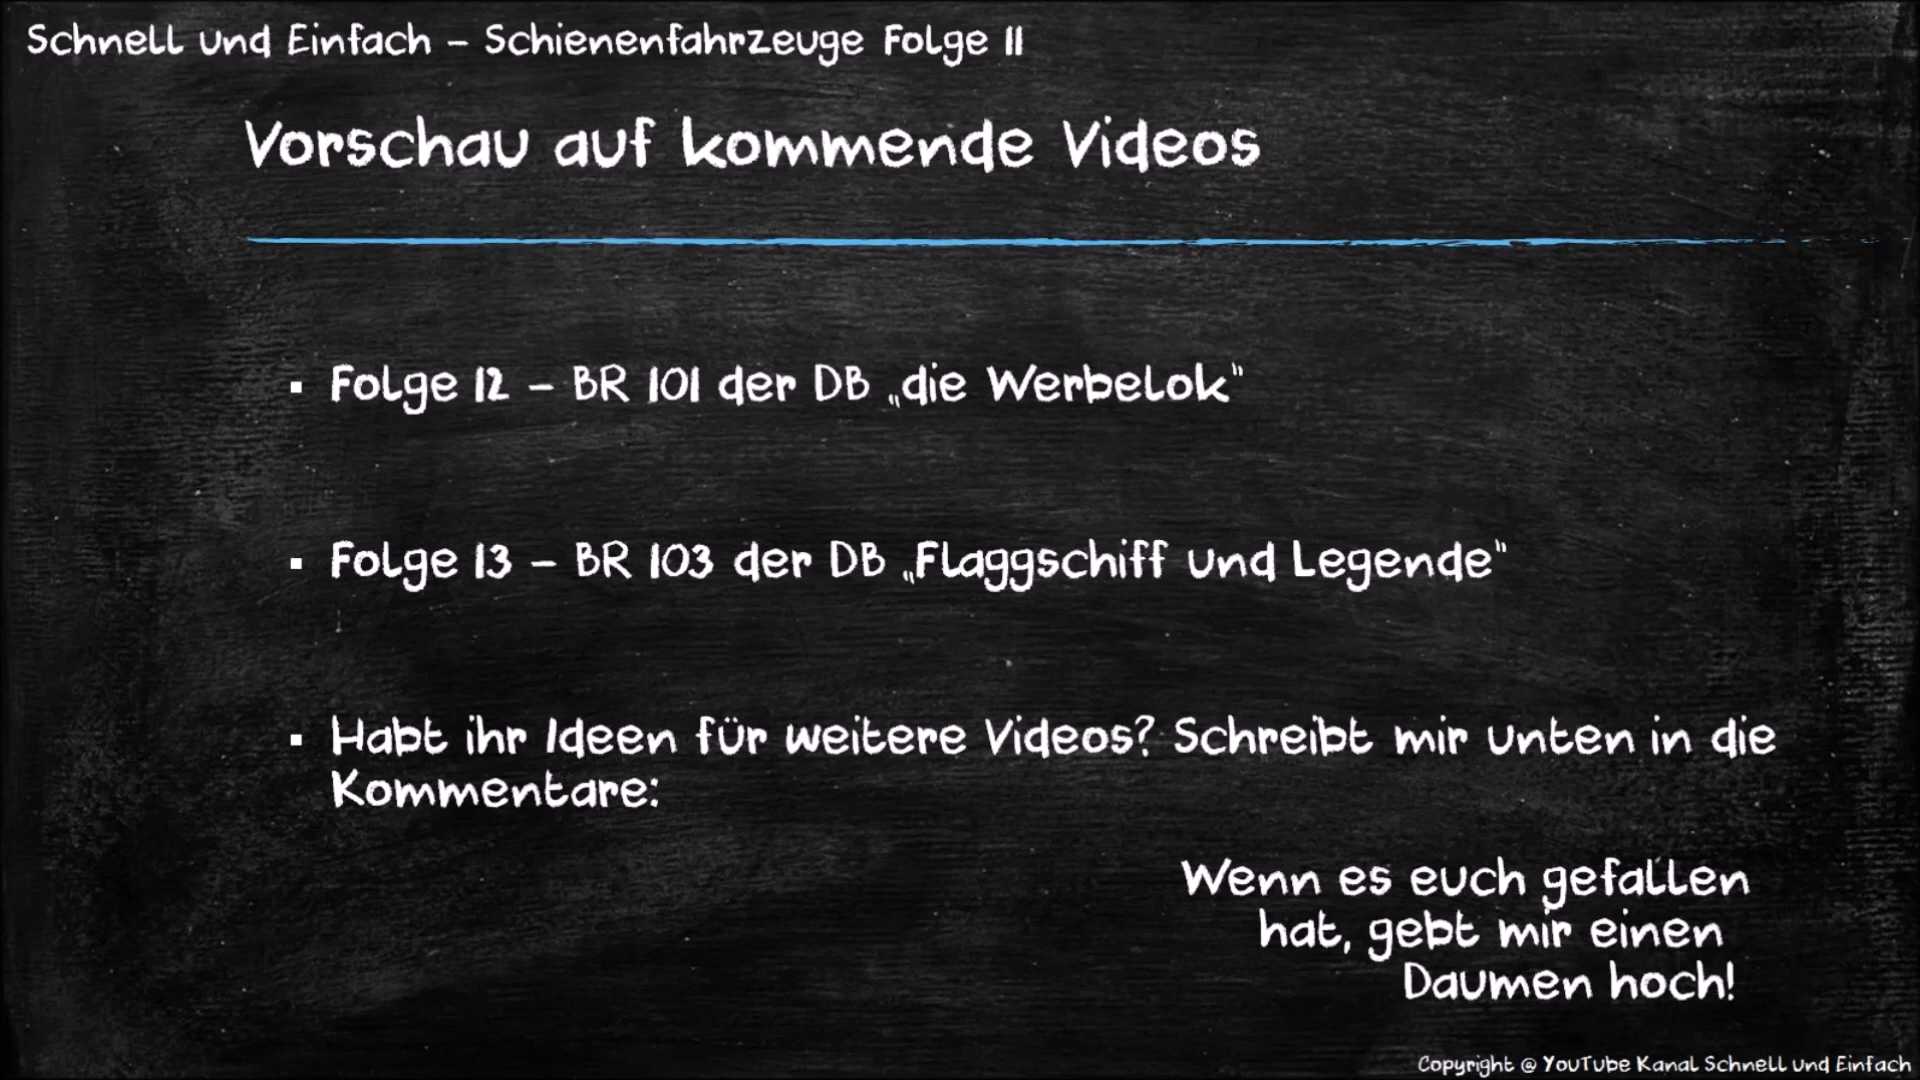 Schnell und Einfach – Schienenfahrzeuge Folge 11
Vorschau auf kommende Videos
▪ Folge 12 – BR 101 der DB „die Werbelok"
▪ Folge 13 – BR 103 der DB „Flaggschiff und Legende"
▪ Habt ihr Ideen für weitere Videos? Schreibt mir unten in die
Kommentare:
Wenn es euch gefallen
hat, gebt mir einen
Daumen hoch!
Copyright @ YouTube Kanal Schnell und Einfach